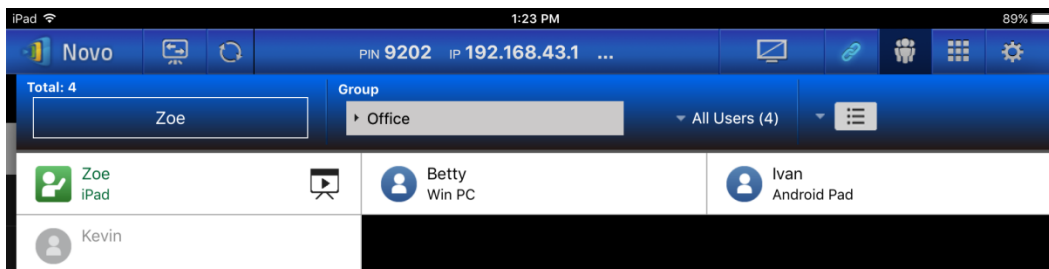 iPad 1:23 PM 89%
Novo PIN 9202 IP 192.168.43.1 ...
Total: 4 Group
Zoe Office All Users (4)
Zoe Betty Ivan
iPad Win PC Android Pad
Kevin